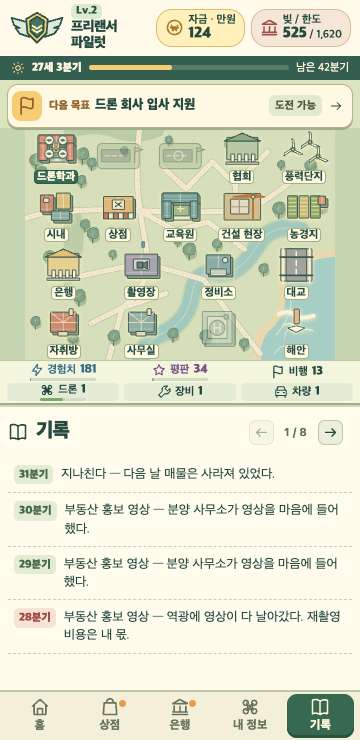 Lv.2
프리랜서
파일럿
자금 · 만원
124
빚 / 한도
525 / 1,620
27세 3분기
남은 42분기
다음 목표 드론 회사 입사 지원
도전 가능 →
드론학과
협회
풍력단지
시내
상점
교육원
건설 현장
농경지
은행
촬영장
정비소
대교
자취방
사무실
H
해안
경험치 181
평판 34
비행 13
드론 1
장비 1
차량 1
기록
← 1 / 8 →
31분기 지나친다 — 다음 날 매물은 사라져 있었다.
30분기 부동산 홍보 영상 — 분양 사무소가 영상을 마음에 들어
했다.
29분기 부동산 홍보 영상 — 분양 사무소가 영상을 마음에 들어
했다.
28분기 부동산 홍보 영상 — 역광에 영상이 다 날아갔다. 재촬영
비용은 내 몫.
홈
상점
은행
내 정보
기록